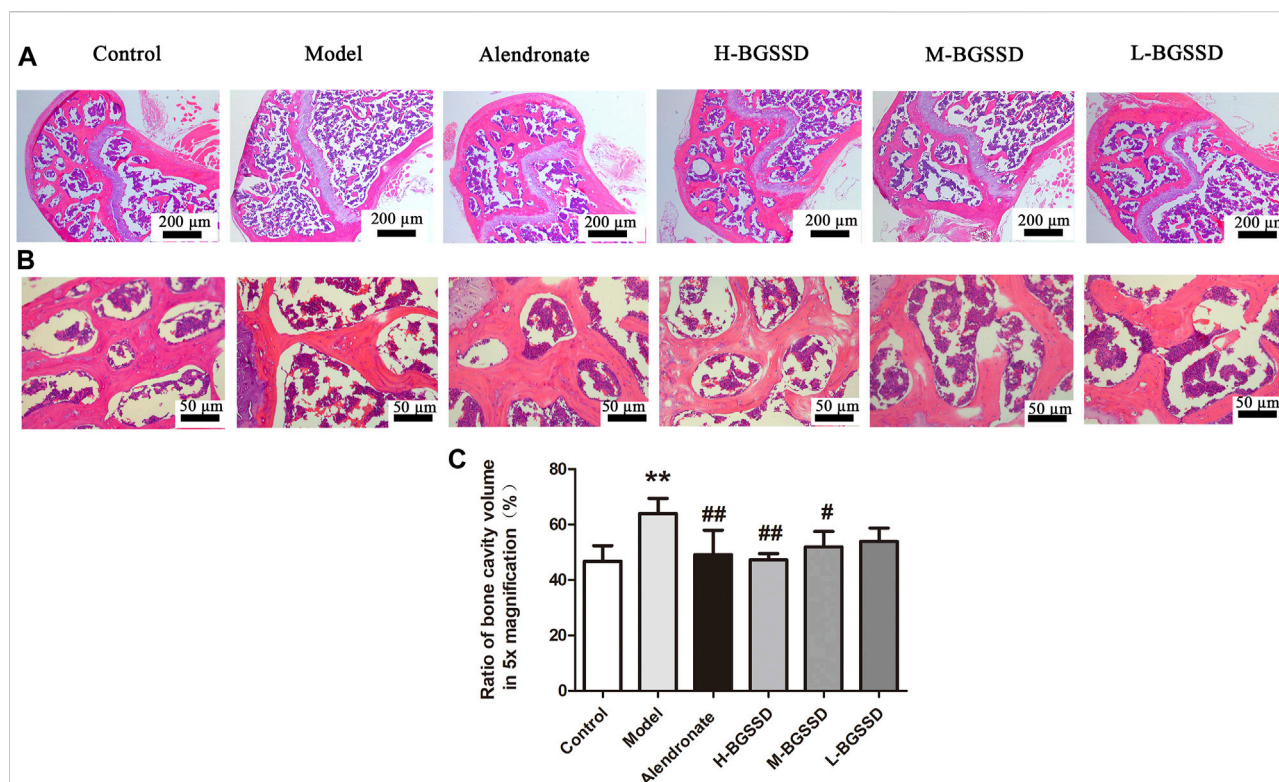 A
Control Model Alendronate H-BGSSD M-BGSSD L-BGSSD
200 µm 200 µm 200 µm 200 µm 200 µm 200 µm
B
50 µm 50 µm 50 µm 50 µm 50 µm 50 µm
C
Ratio of bone cavity volume
in 5x magnification（%）
80
60
40
20
0
**
##
##
#
Control
Model
Alendronate
H-BGSSD
M-BGSSD
L-BGSSD